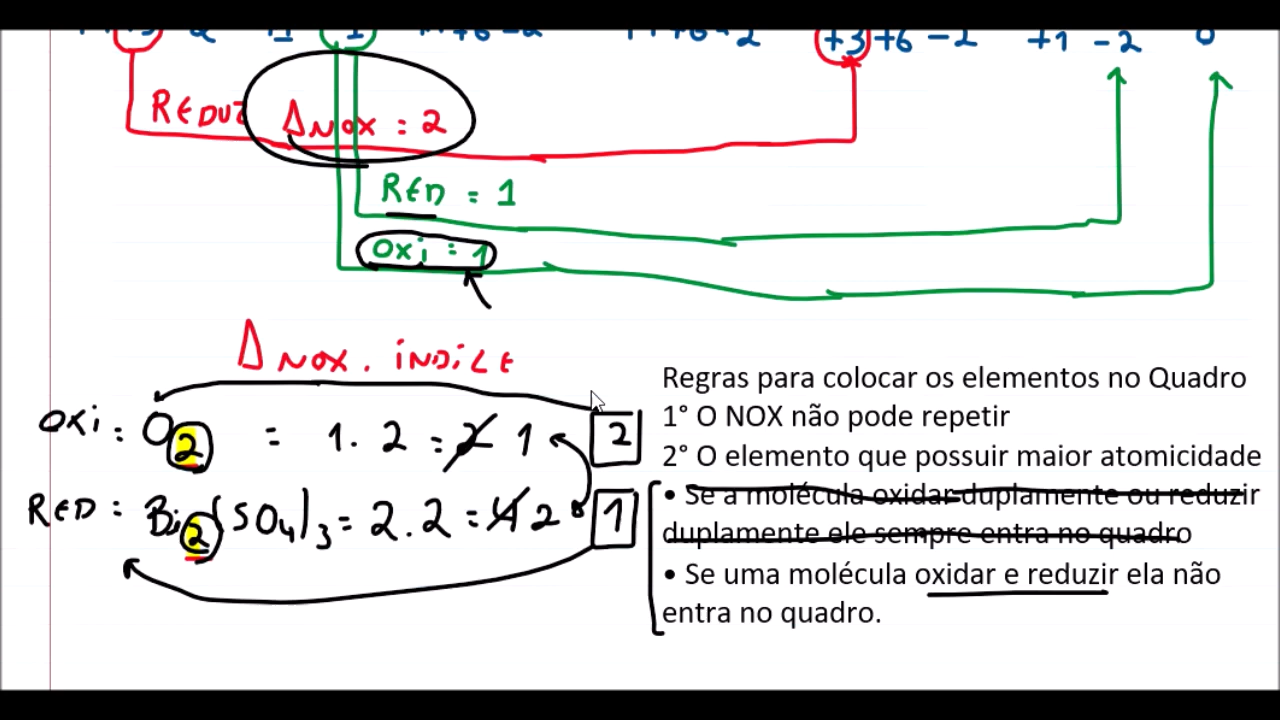 +3 +6 -2 +1 -2 0
REDUZ ΔNOX = 2
RED = 1
OXi = 1
Δ NOX. íNDiCE
OXi: O2 = 1. 2 = 2 1 2
RED: Bi2(SO4)3 = 2. 2 = 4 2 1
Regras para colocar os elementos no Quadro
1° O NOX não pode repetir
2° O elemento que possuir maior atomicidade
• Se a molécula oxidar duplamente ou reduzir
duplamente ele sempre entra no quadro
• Se uma molécula oxidar e reduzir ela não
entra no quadro.